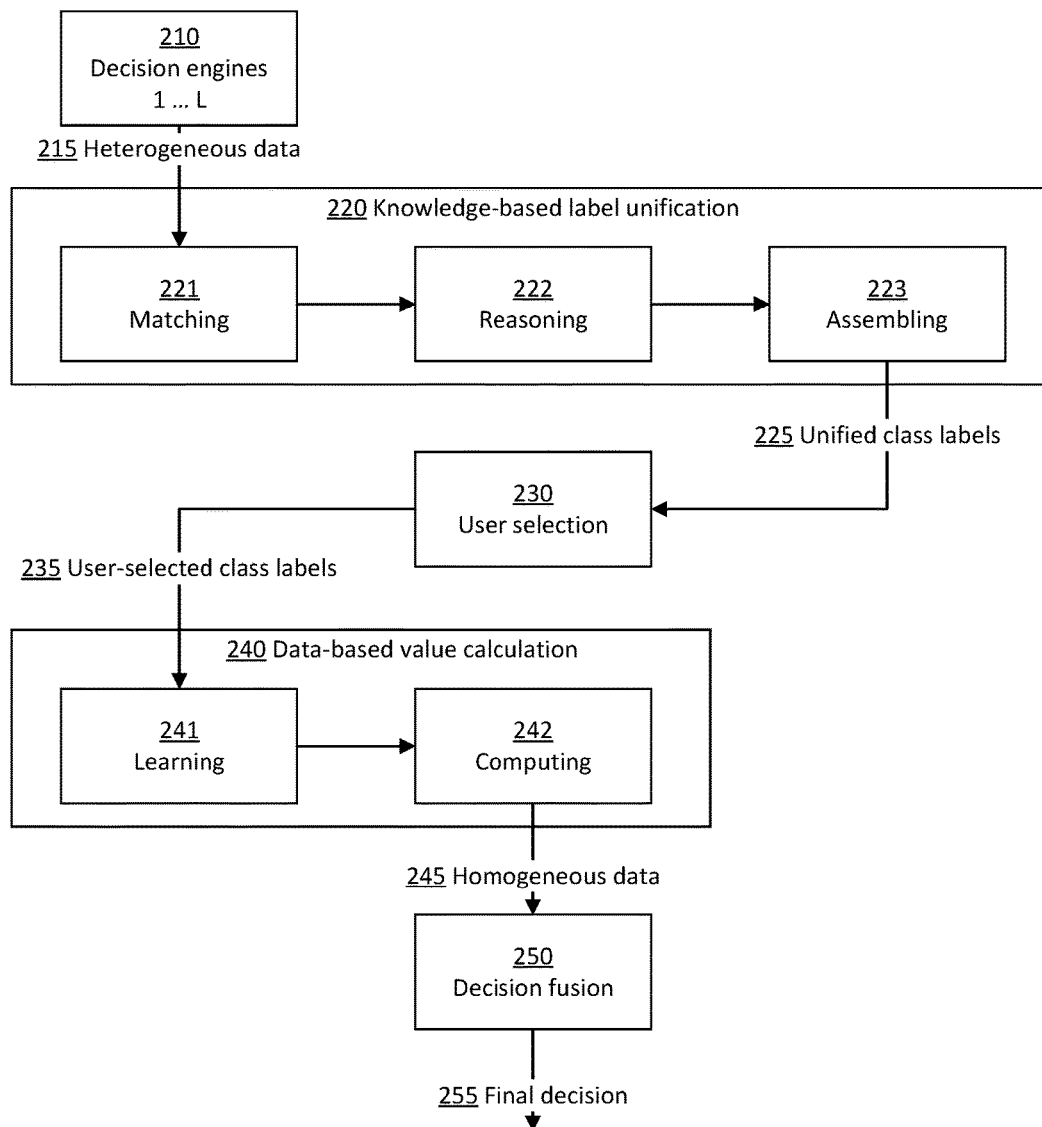 210
Decision engines
1 ... L
215 Heterogeneous data
220 Knowledge-based label unification
221
Matching
222
Reasoning
223
Assembling
225 Unified class labels
230
User selection
235 User-selected class labels
240 Data-based value calculation
241
Learning
242
Computing
245 Homogeneous data
250
Decision fusion
255 Final decision